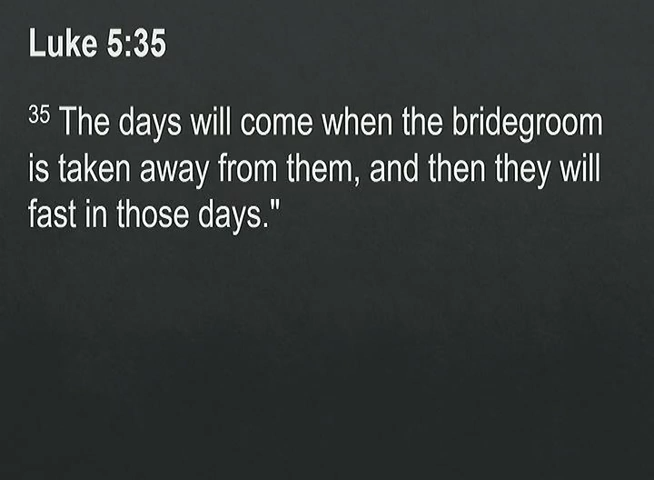 Luke 5:35
35 The days will come when the bridegroom
is taken away from them, and then they will
fast in those days."